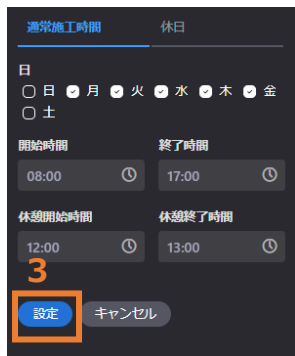 通常施工時間 休日
日
日 月 火 水 木 金
土
開始時間 終了時間
08:00 17:00
休憩開始時間 休憩終了時間
12:00 13:00
3
設定 キャンセル